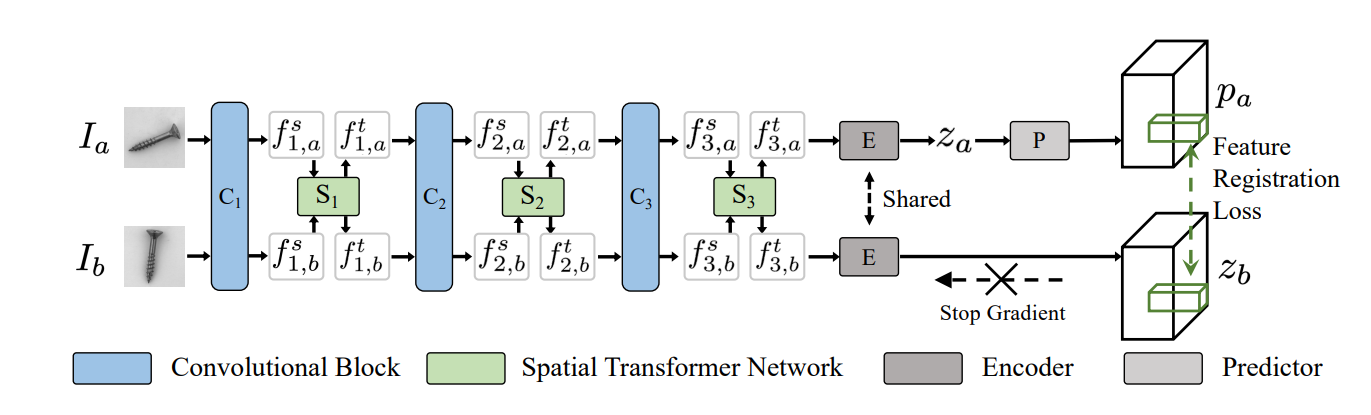 I_a C_1 f^s_{1,a} f^t_{1,a} S_1 C_2 f^s_{2,a} f^t_{2,a} S_2 C_3 f^s_{3,a} f^t_{3,a} S_3 E z_a P p_a
Shared
Feature
Registration
Loss
I_b f^s_{1,b} f^t_{1,b} f^s_{2,b} f^t_{2,b} f^s_{3,b} f^t_{3,b} E z_b
Stop Gradient
Convolutional Block Spatial Transformer Network Encoder Predictor